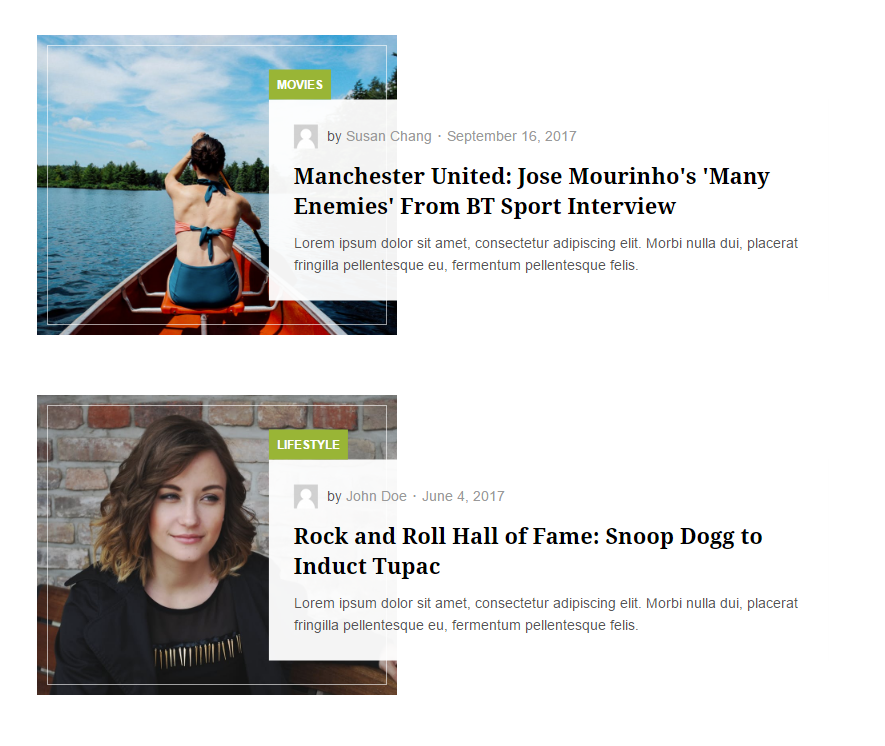 MOVIES
by Susan Chang · September 16, 2017
Manchester United: Jose Mourinho's 'Many
Enemies' From BT Sport Interview
Lorem ipsum dolor sit amet, consectetur adipiscing elit. Morbi nulla dui, placerat
fringilla pellentesque eu, fermentum pellentesque felis.
LIFESTYLE
by John Doe · June 4, 2017
Rock and Roll Hall of Fame: Snoop Dogg to
Induct Tupac
Lorem ipsum dolor sit amet, consectetur adipiscing elit. Morbi nulla dui, placerat
fringilla pellentesque eu, fermentum pellentesque felis.